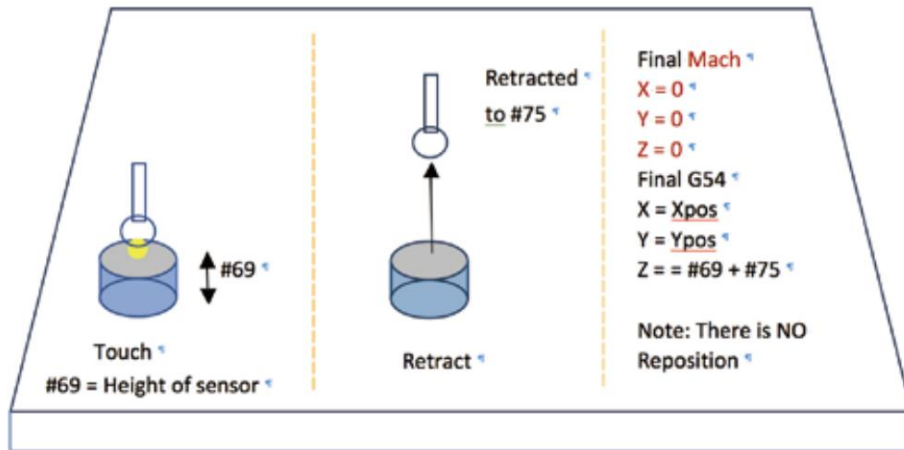 #69
Touch
#69 = Height of sensor
Retracted
to #75
Retract
Final Mach
X = 0
Y = 0
Z = 0
Final G54
X = Xpos
Y = Ypos
Z = = #69 + #75
Note: There is NO
Reposition